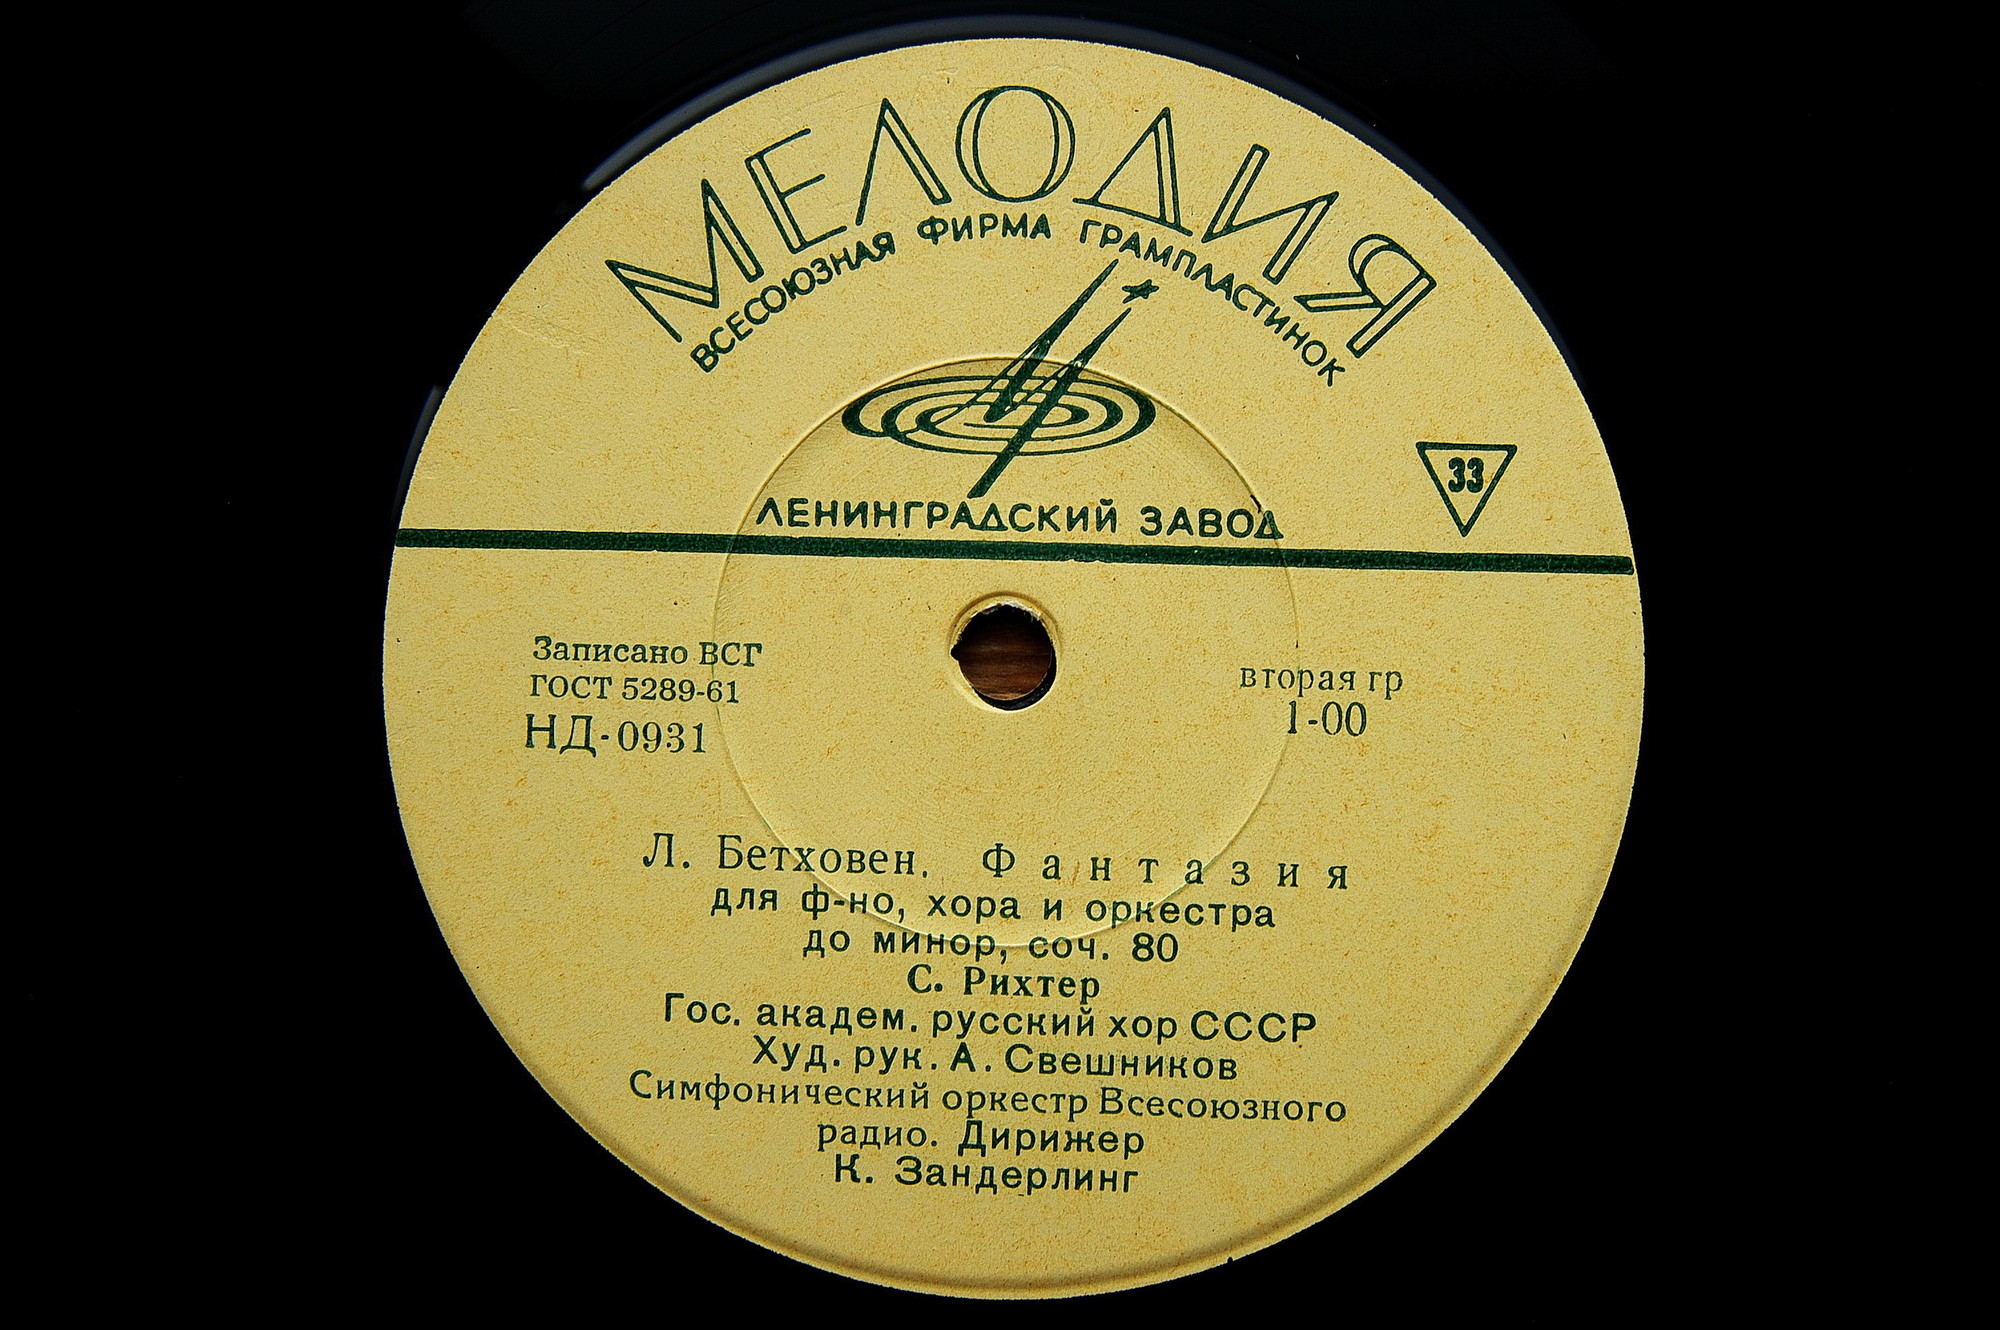 МЕЛОДИЯ
ВСЕСОЮЗНАЯ ФИРМА ГРАМПЛАСТИНОК
33
ЛЕНИНГРАДСКИЙ ЗАВОД
Записано ВСГ
ГОСТ 5289-61
НД-0931
вторая гр
1-00
Л. Бетховен. Фантазия
для ф-но, хора и оркестра
до минор, соч. 80
С. Рихтер
Гос. академ. русский хор СССР
Худ. рук. А. Свешников
Симфонический оркестр Всесоюзного
радио. Дирижер
К. Зандерлинг